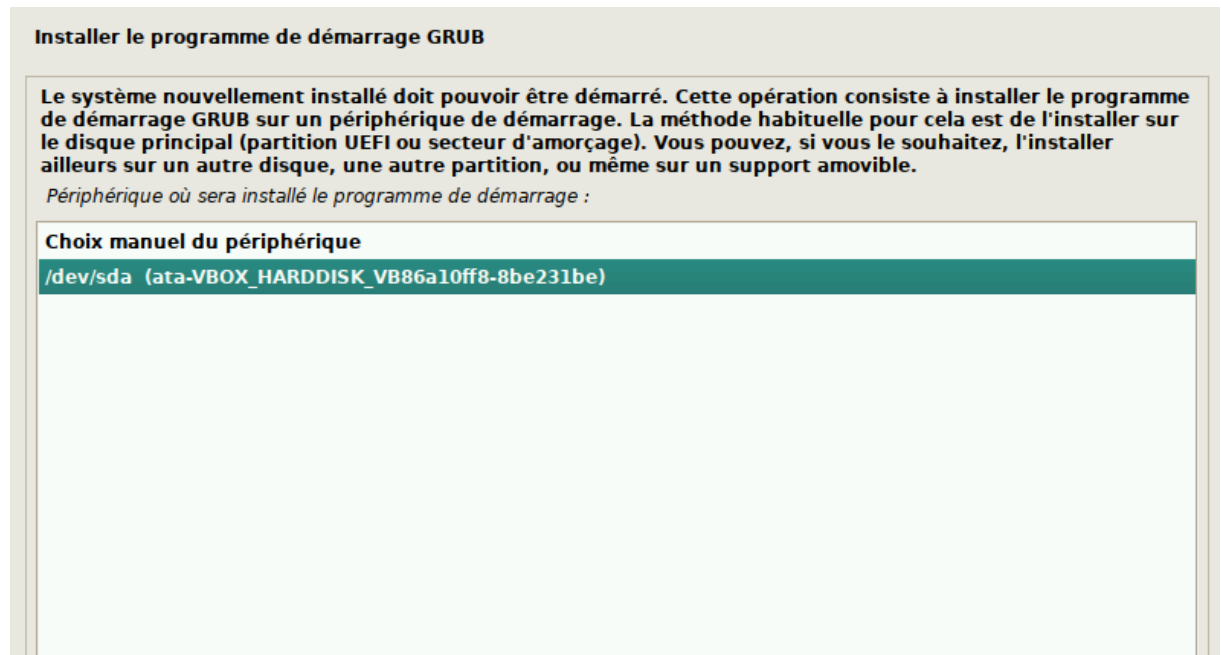 Installer le programme de démarrage GRUB
Le système nouvellement installé doit pouvoir être démarré. Cette opération consiste à installer le programme
de démarrage GRUB sur un périphérique de démarrage. La méthode habituelle pour cela est de l'installer sur
le disque principal (partition UEFI ou secteur d'amorçage). Vous pouvez, si vous le souhaitez, l'installer
ailleurs sur un autre disque, une autre partition, ou même sur un support amovible.
Périphérique où sera installé le programme de démarrage :
Choix manuel du périphérique
/dev/sda (ata-VBOX_HARDDISK_VB86a10ff8-8be231be)